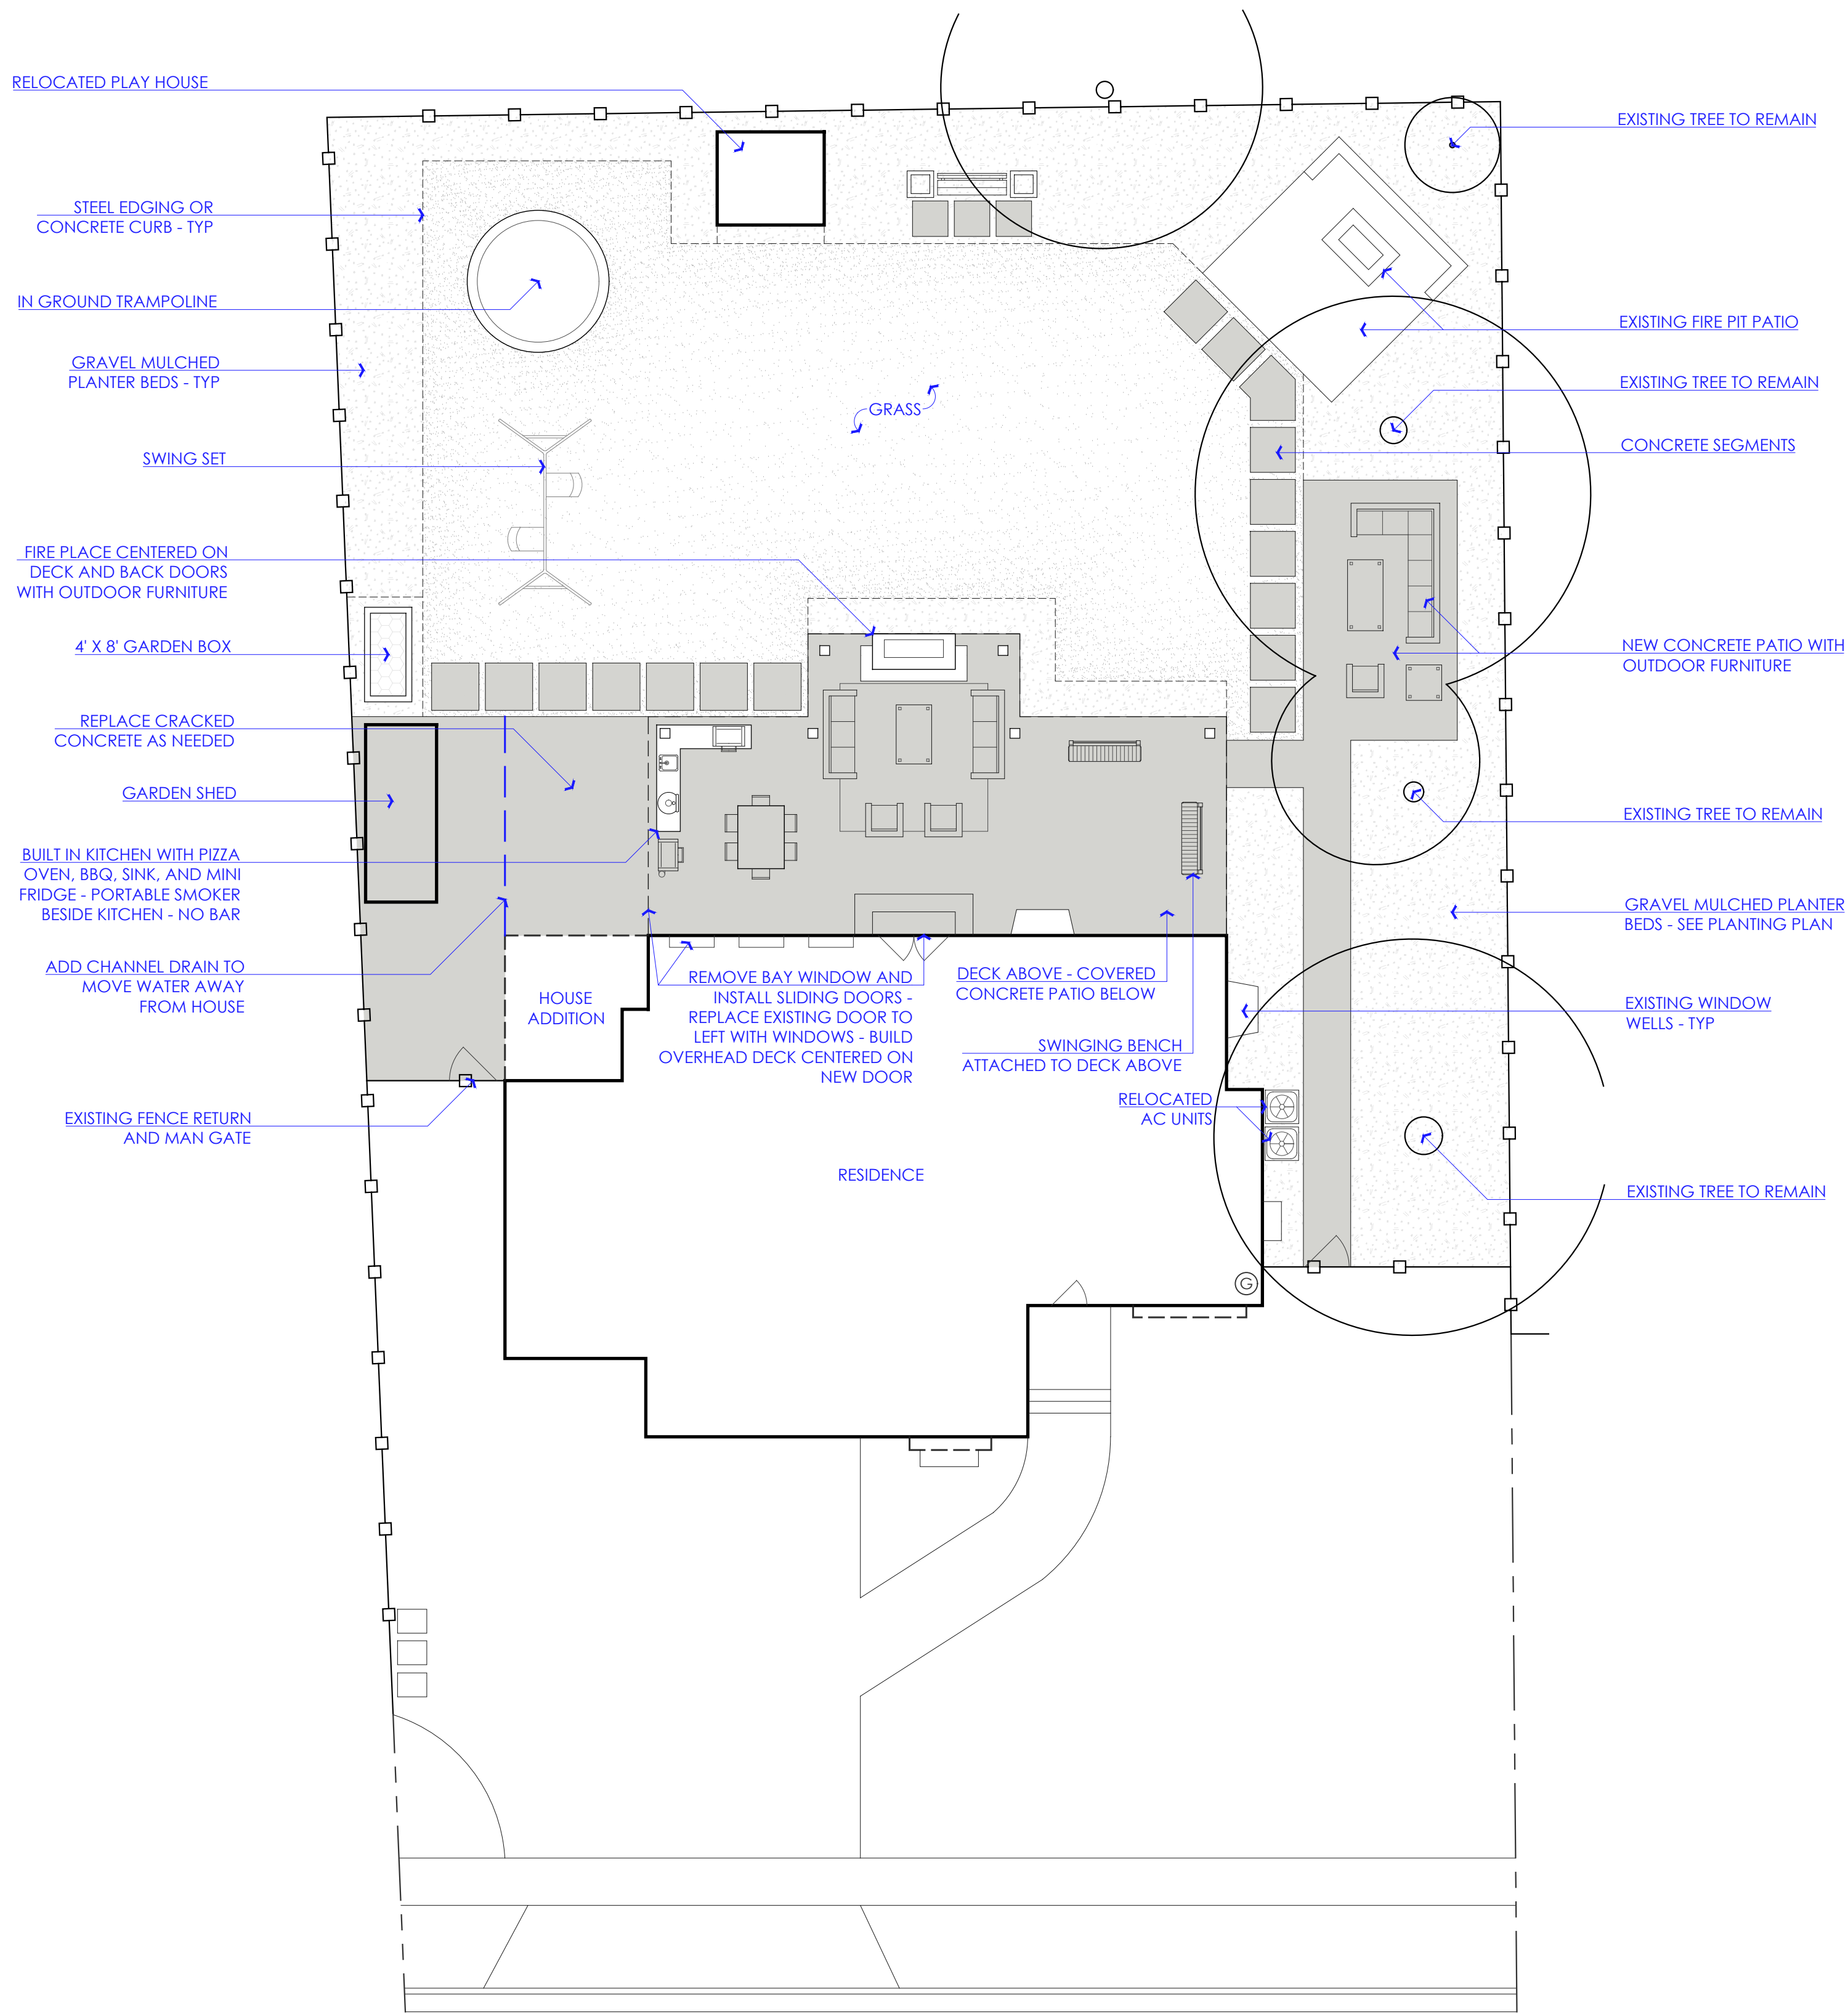 RELOCATED PLAY HOUSE
STEEL EDGING OR
CONCRETE CURB - TYP
IN GROUND TRAMPOLINE
GRAVEL MULCHED
PLANTER BEDS - TYP
SWING SET
FIRE PLACE CENTERED ON
DECK AND BACK DOORS
WITH OUTDOOR FURNITURE
4' X 8' GARDEN BOX
REPLACE CRACKED
CONCRETE AS NEEDED
GARDEN SHED
BUILT IN KITCHEN WITH PIZZA
OVEN, BBQ, SINK, AND MINI
FRIDGE - PORTABLE SMOKER
BESIDE KITCHEN - NO BAR
ADD CHANNEL DRAIN TO
MOVE WATER AWAY
FROM HOUSE
EXISTING FENCE RETURN
AND MAN GATE
GRASS
HOUSE
ADDITION
REMOVE BAY WINDOW AND
INSTALL SLIDING DOORS -
REPLACE EXISTING DOOR TO
LEFT WITH WINDOWS - BUILD
OVERHEAD DECK CENTERED ON
NEW DOOR
DECK ABOVE - COVERED
CONCRETE PATIO BELOW
SWINGING BENCH
ATTACHED TO DECK ABOVE
RELOCATED
AC UNITS
RESIDENCE
G
EXISTING TREE TO REMAIN
EXISTING FIRE PIT PATIO
EXISTING TREE TO REMAIN
CONCRETE SEGMENTS
NEW CONCRETE PATIO WITH
OUTDOOR FURNITURE
EXISTING TREE TO REMAIN
GRAVEL MULCHED PLANTER
BEDS - SEE PLANTING PLAN
EXISTING WINDOW
WELLS - TYP
EXISTING TREE TO REMAIN